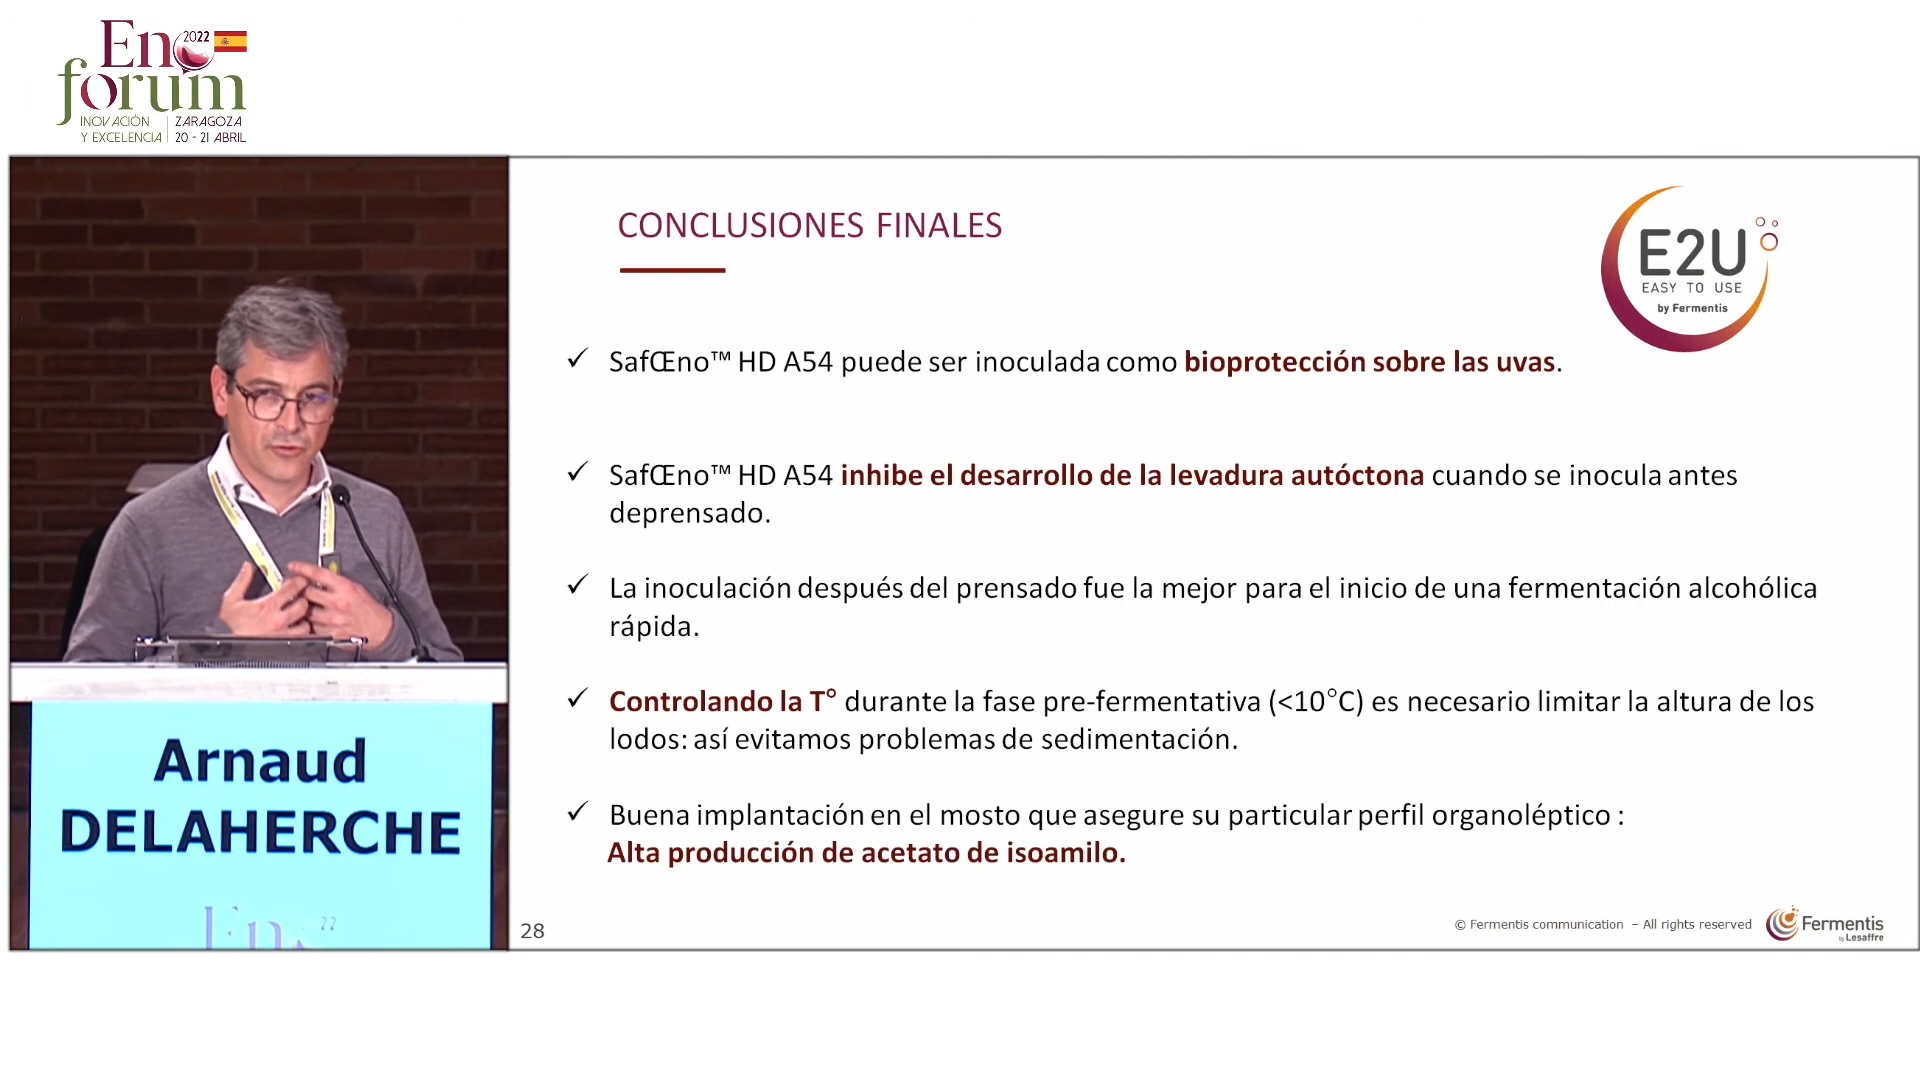 Eno
2022
forum
INOVACIÓN
Y EXCELENCIA
ZARAGOZA
20 - 21 ABRIL
CONCLUSIONES FINALES
E2U
EASY TO USE
by Fermentis
✓ SafŒno™ HD A54 puede ser inoculada como bioprotección sobre las uvas.
✓ SafŒno™ HD A54 inhibe el desarrollo de la levadura autóctona cuando se inocula antes
deprensado.
✓ La inoculación después del prensado fue la mejor para el inicio de una fermentación alcohólica
rápida.
✓ Controlando la T° durante la fase pre-fermentativa (<10°C) es necesario limitar la altura de los
lodos: así evitamos problemas de sedimentación.
✓ Buena implantación en el mosto que asegure su particular perfil organoléptico :
Alta producción de acetato de isoamilo.
28
© Fermentis communication – All rights reserved
Fermentis
by Lesaffre
Arnaud
DELAHERCHE